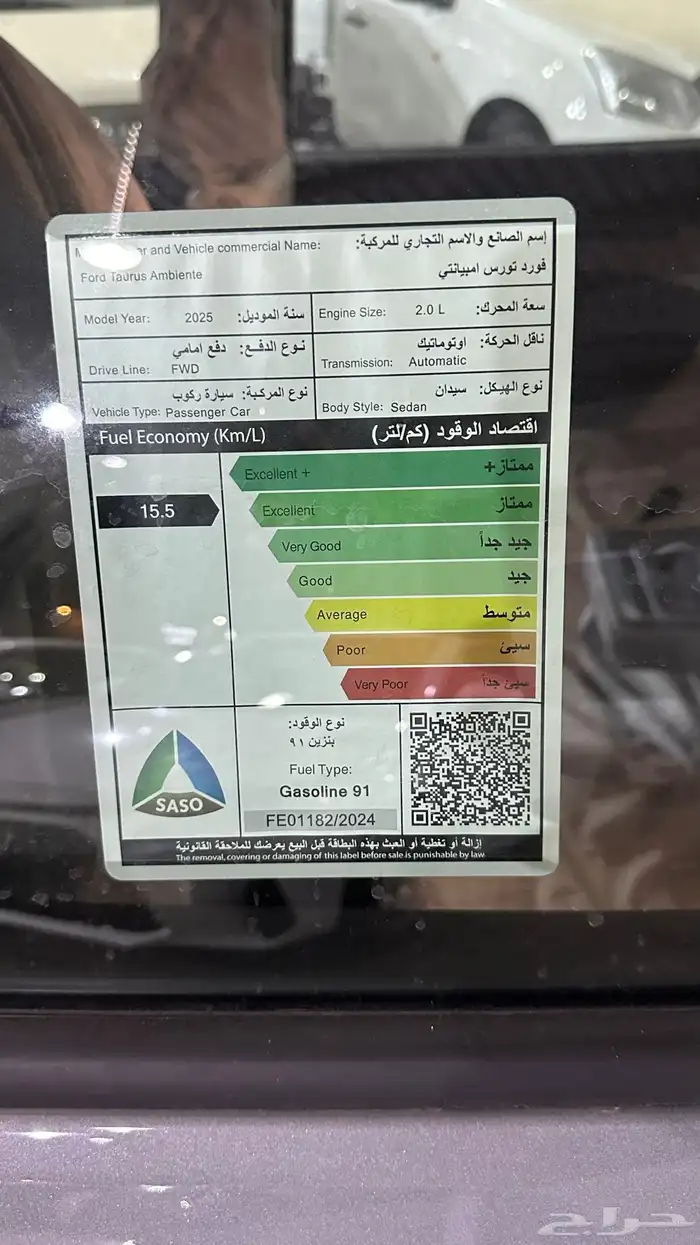 إسم الصانع والاسم التجاري للمركبة:
and Vehicle commercial Name:
فورد تورس امبيانتي
Ford Taurus Ambiente
Model Year: 2025 سنة الموديل:
Engine Size: 2.0 L سعة المحرك:
نوع الدفع: دفع امامي
Drive Line: FWD
ناقل الحركة: اوتوماتيك
Transmission: Automatic
نوع المركبة: سيارة ركوب
Vehicle Type: Passenger Car
نوع الهيكل: سيدان
Body Style: Sedan
Fuel Economy (Km/L) اقتصاد الوقود (كم/لتر)
15.5
Excellent + ممتاز+
Excellent ممتاز
Very Good جيد جداً
Good جيد
Average متوسط
Poor سيئ
Very Poor سيئ جداً
SASO
نوع الوقود:
بنزين ٩١
Fuel Type:
Gasoline 91
FE01182/2024
إزالة أو تغطية أو العبث بهذه البطاقة قبل البيع يعرضك للملاحقة القانونية
The removal, covering or damaging of this label before sale is punishable by law
حراج